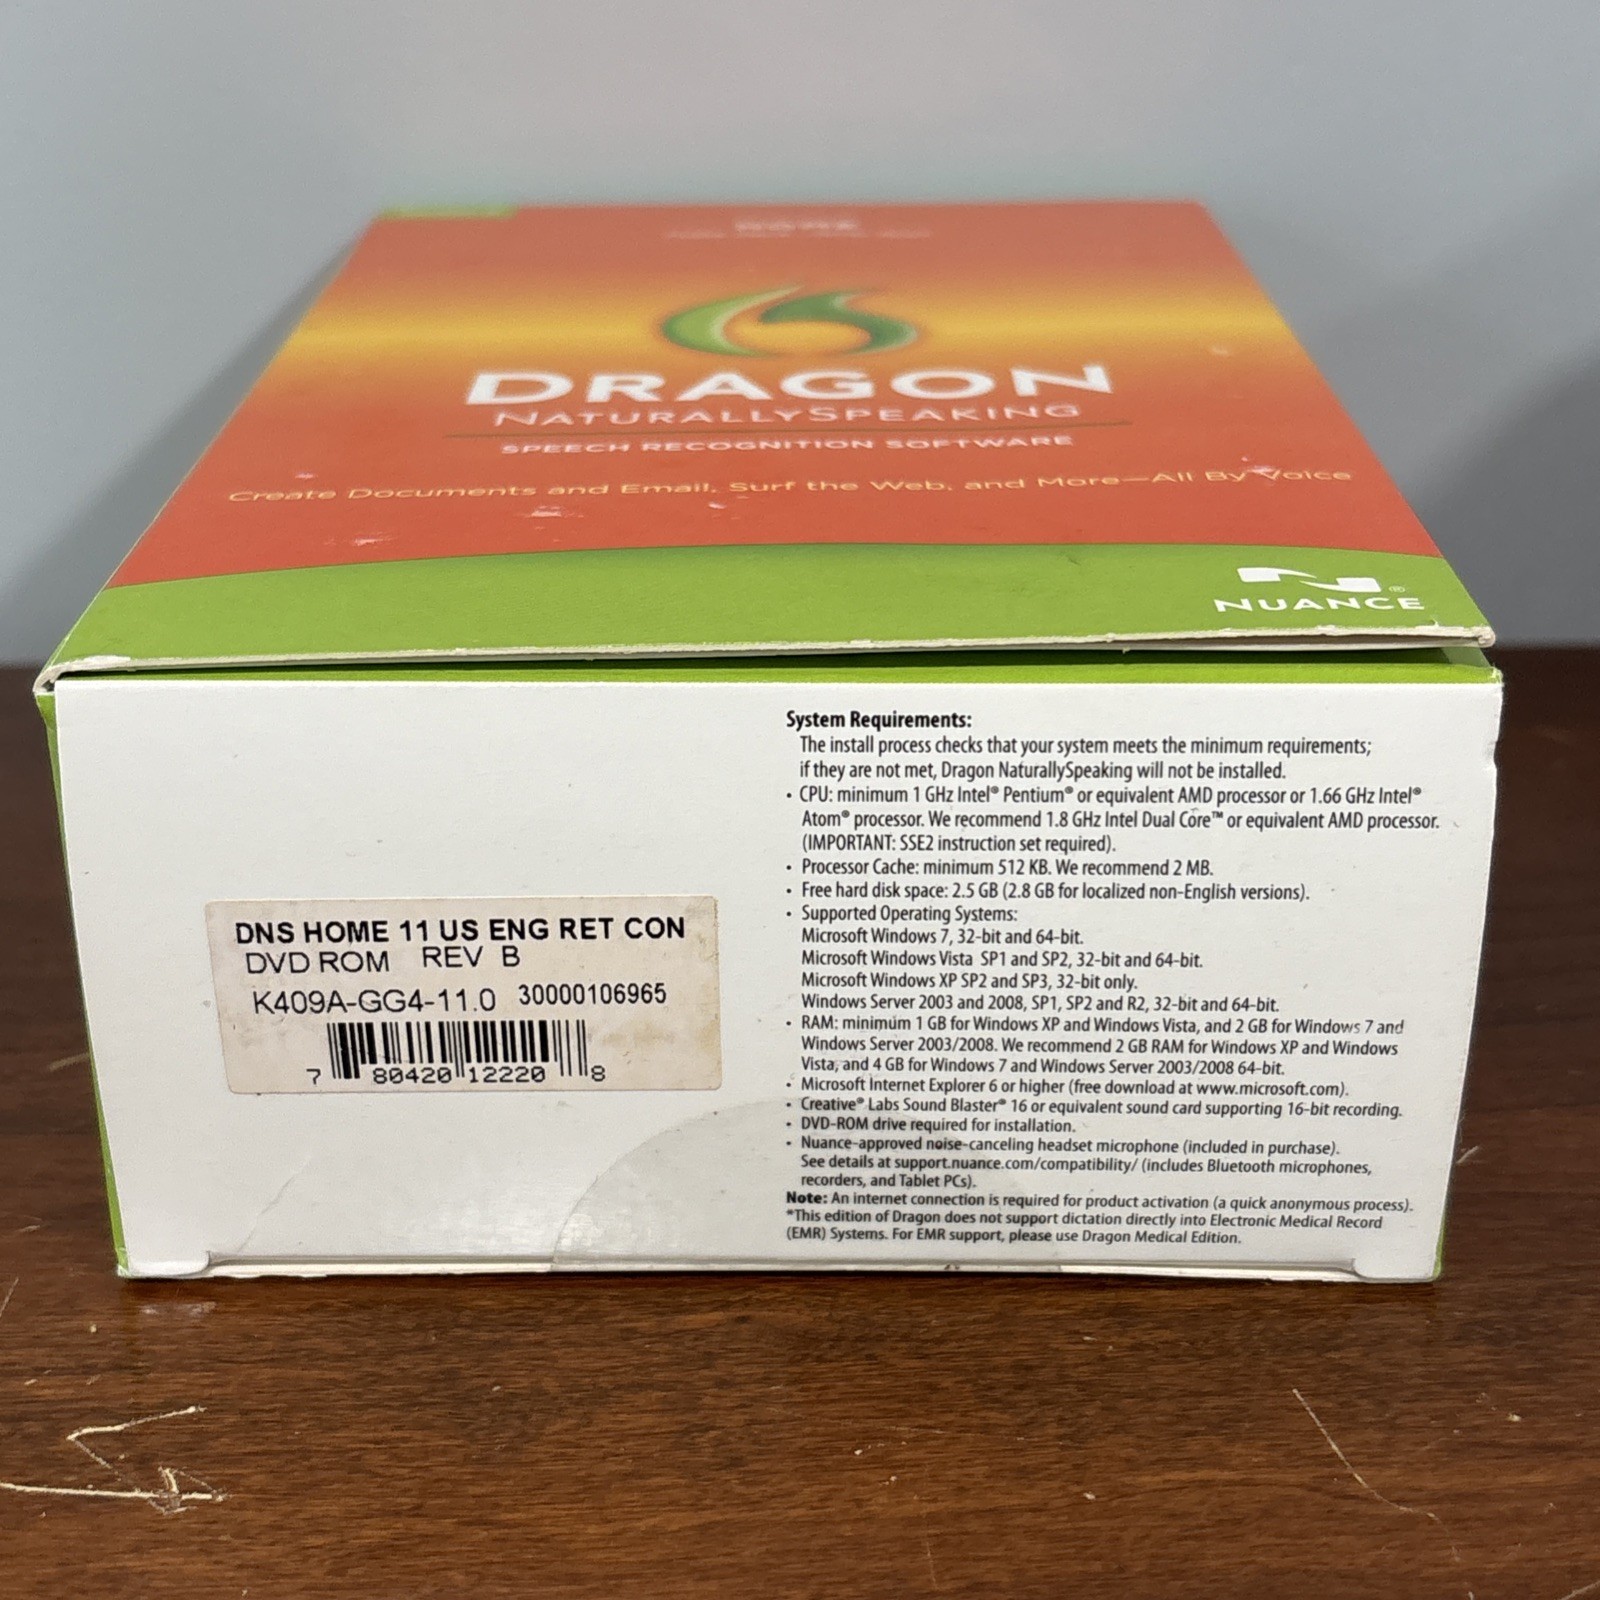 HOME
DRAGON
NATURALLYSPEAKING
SPEECH RECOGNITION SOFTWARE
Create Documents and Email, Surf the Web, and More—All By Voice
NUANCE®
System Requirements:
The install process checks that your system meets the minimum requirements;
if they are not met, Dragon NaturallySpeaking will not be installed.
• CPU: minimum 1 GHz Intel® Pentium® or equivalent AMD processor or 1.66 GHz Intel®
Atom® processor. We recommend 1.8 GHz Intel Dual Core™ or equivalent AMD processor.
(IMPORTANT: SSE2 instruction set required).
• Processor Cache: minimum 512 KB. We recommend 2 MB.
• Free hard disk space: 2.5 GB (2.8 GB for localized non-English versions).
• Supported Operating Systems:
Microsoft Windows 7, 32-bit and 64-bit.
Microsoft Windows Vista SP1 and SP2, 32-bit and 64-bit.
Microsoft Windows XP SP2 and SP3, 32-bit only.
Windows Server 2003 and 2008, SP1, SP2 and R2, 32-bit and 64-bit.
• RAM: minimum 1 GB for Windows XP and Windows Vista, and 2 GB for Windows 7 and
Windows Server 2003/2008. We recommend 2 GB RAM for Windows XP and Windows
Vista, and 4 GB for Windows 7 and Windows Server 2003/2008 64-bit.
• Microsoft Internet Explorer 6 or higher (free download at www.microsoft.com).
• Creative® Labs Sound Blaster® 16 or equivalent sound card supporting 16-bit recording.
• DVD-ROM drive required for installation.
• Nuance-approved noise-canceling headset microphone (included in purchase).
See details at support.nuance.com/compatibility/ (includes Bluetooth microphones,
recorders, and Tablet PCs).
Note: An internet connection is required for product activation (a quick anonymous process).
*This edition of Dragon does not support dictation directly into Electronic Medical Record
(EMR) Systems. For EMR support, please use Dragon Medical Edition.
DNS HOME 11 US ENG RET CON
DVD ROM REV B
K409A-GG4-11.0 30000106965
7 80420 12220 8